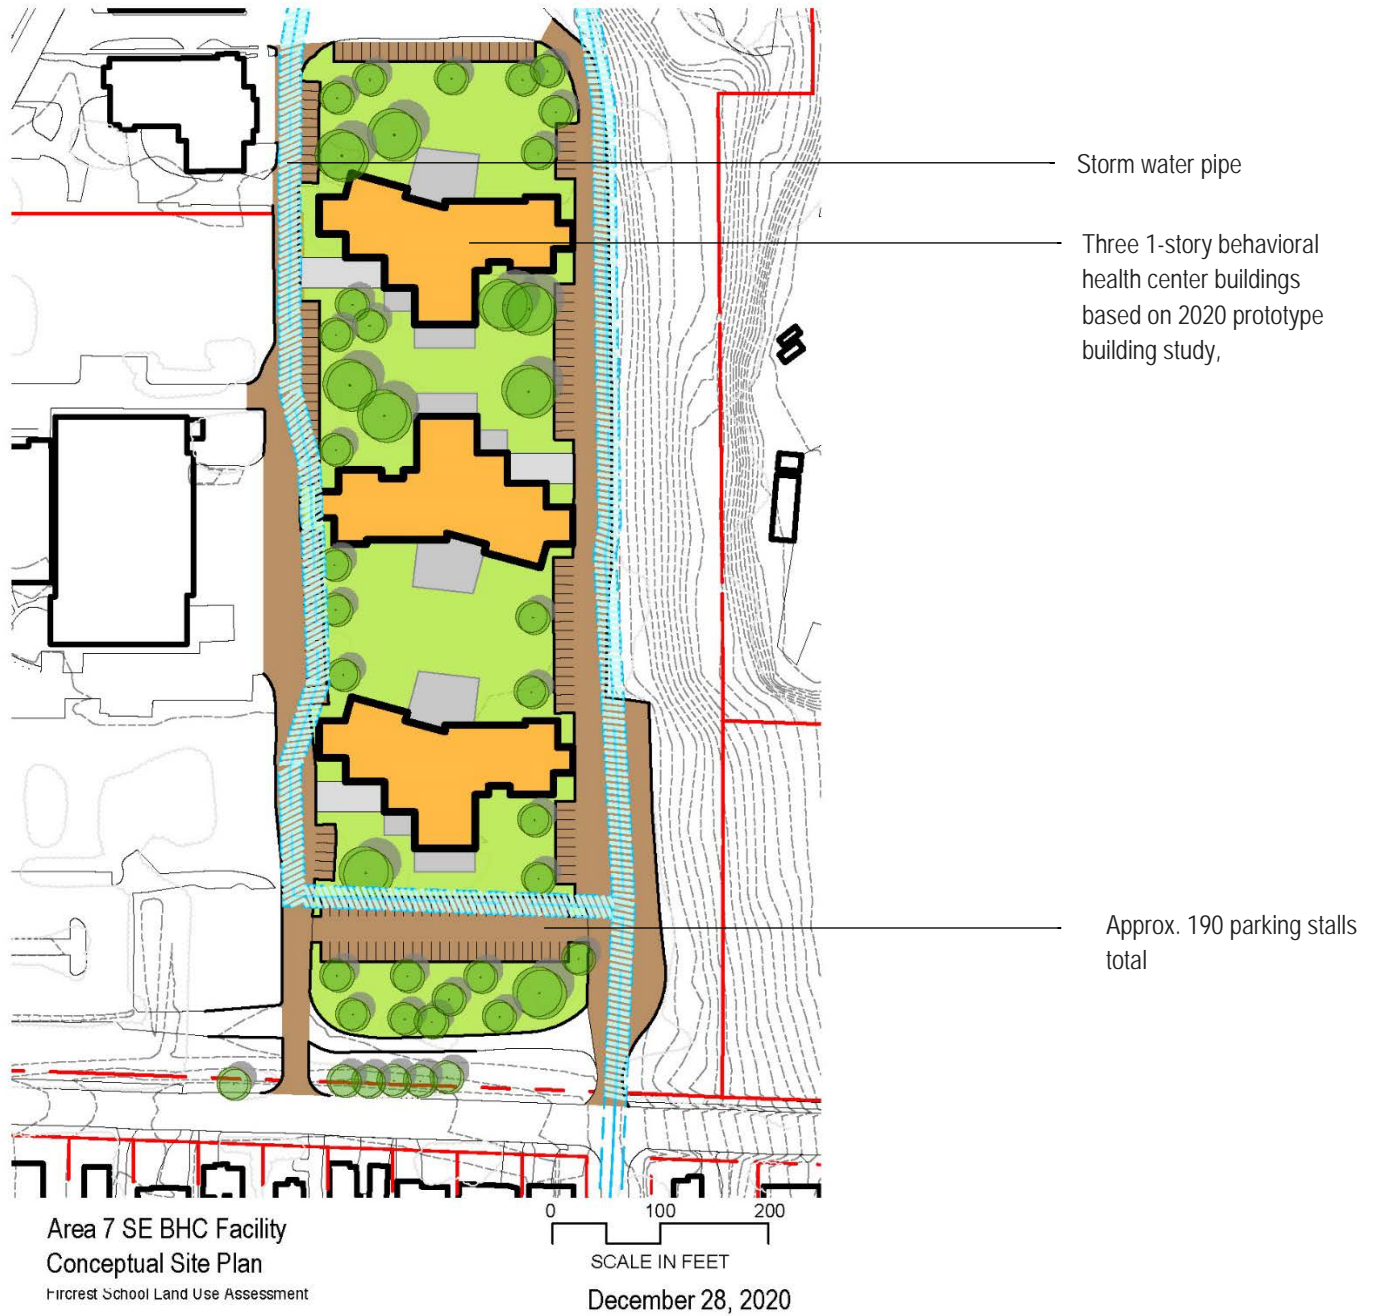 Storm water pipe
Three 1-story behavioral
health center buildings
based on 2020 prototype
building study,
Approx. 190 parking stalls
total
Area 7 SE BHC Facility
Conceptual Site Plan
Fircrest School Land Use Assessment
0 100 200
SCALE IN FEET
December 28, 2020